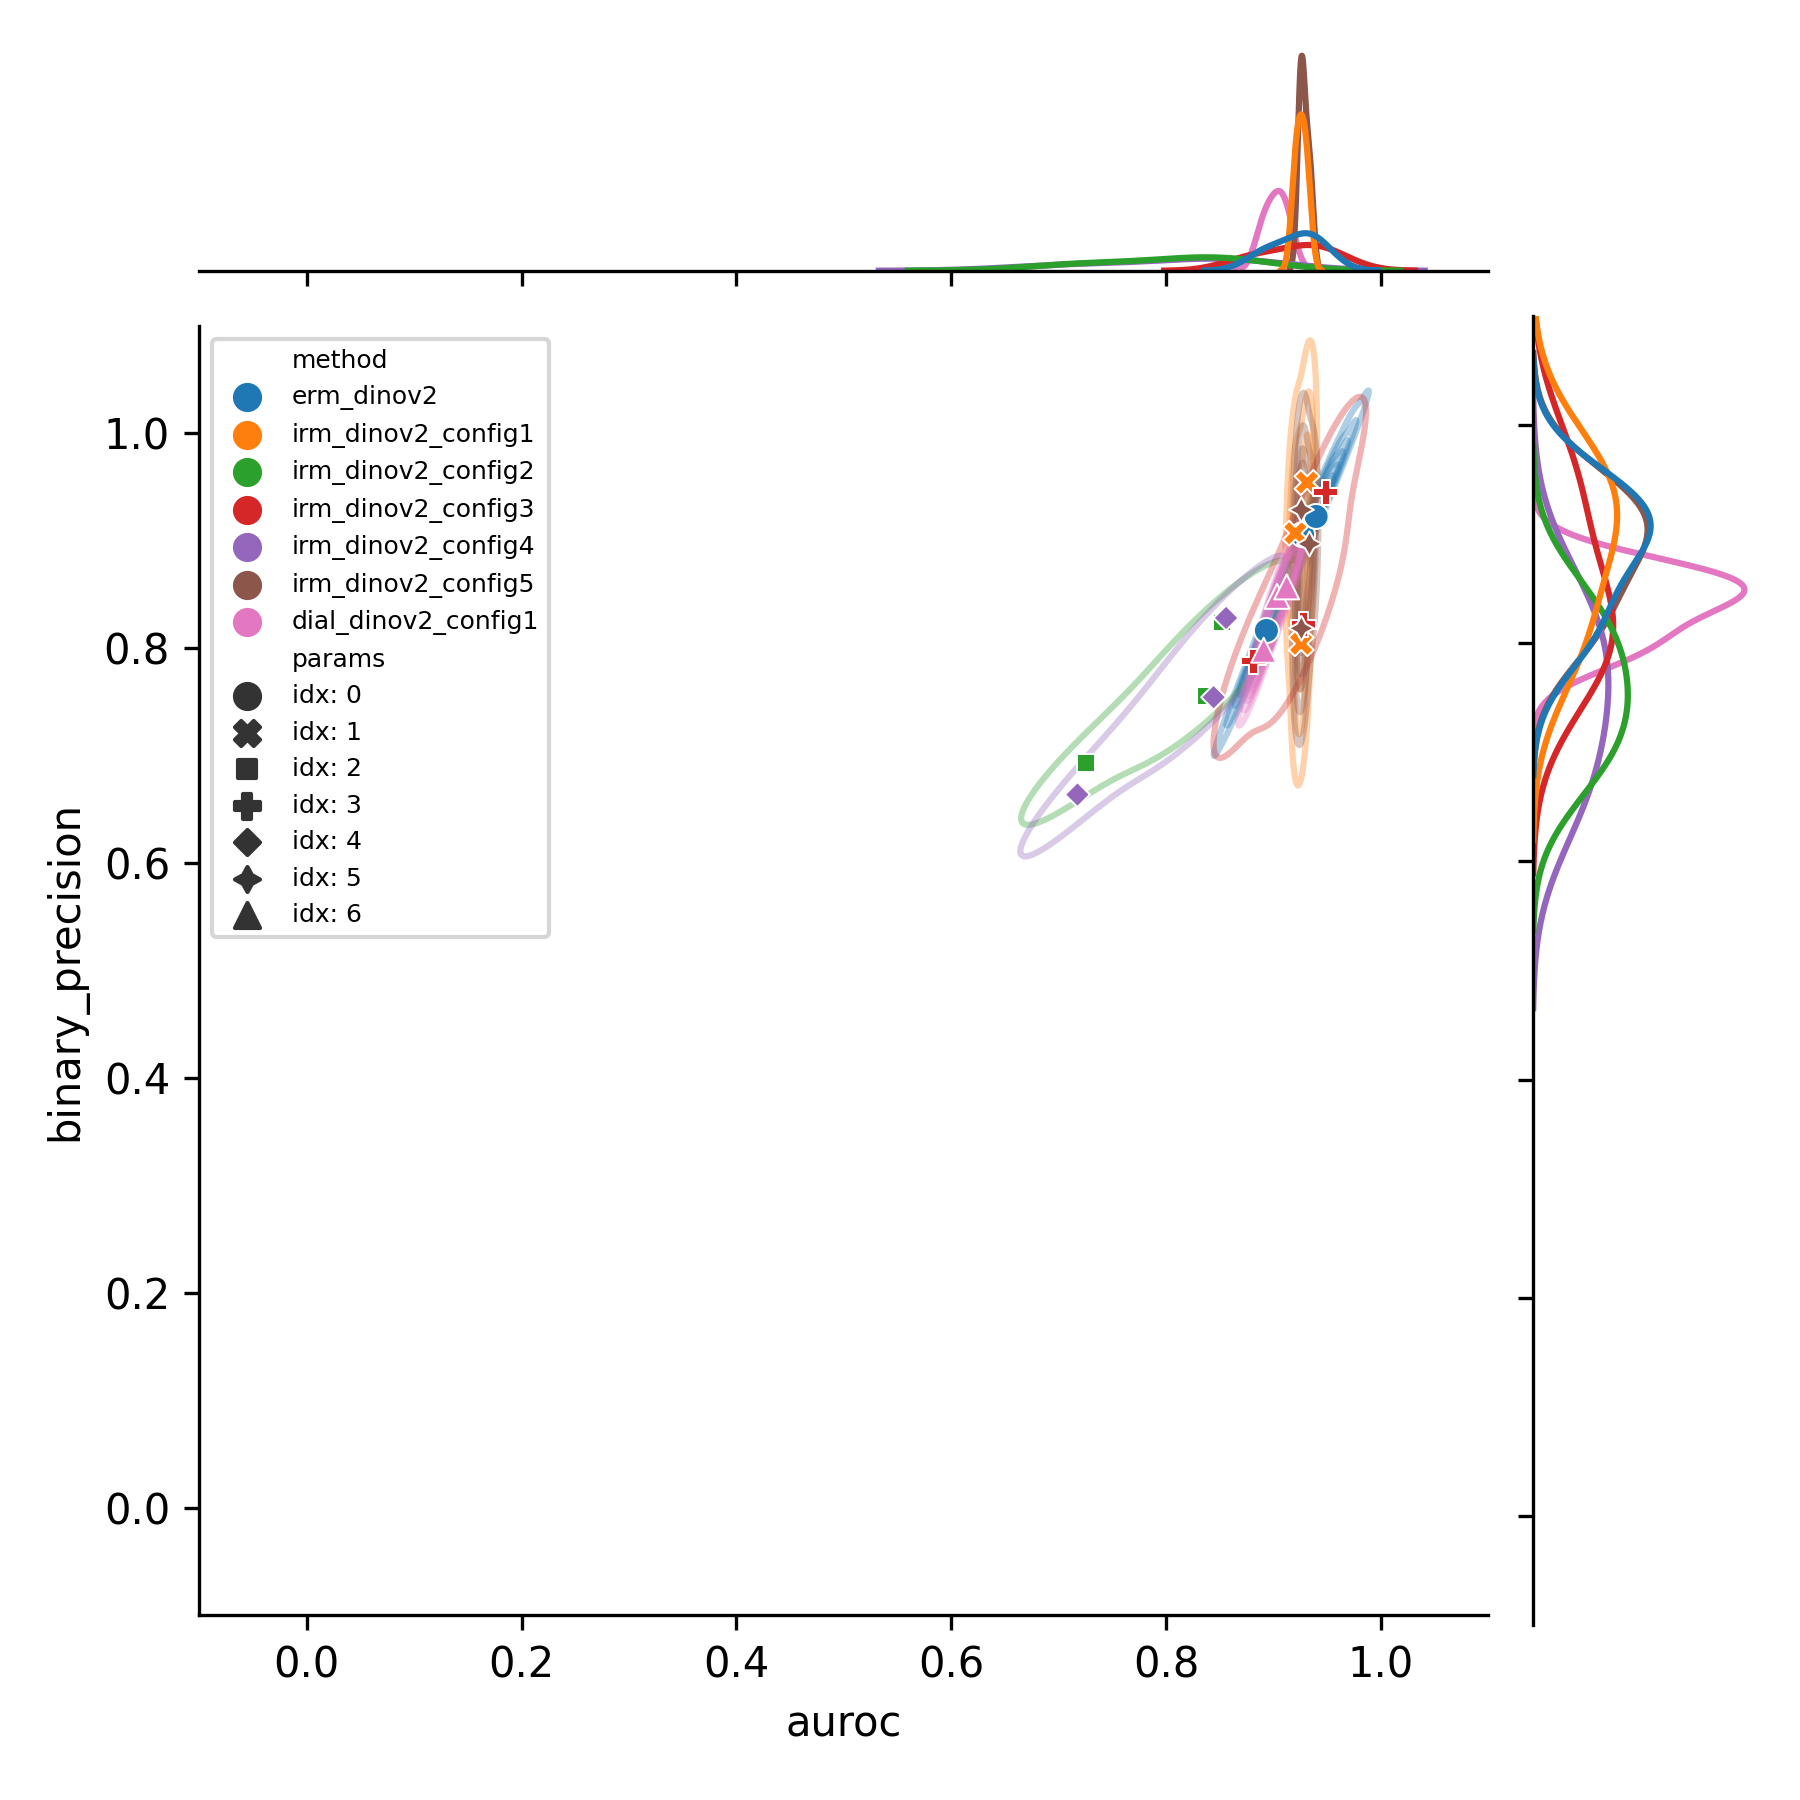 method
erm_dinov2
irm_dinov2_config1
irm_dinov2_config2
irm_dinov2_config3
irm_dinov2_config4
irm_dinov2_config5
dial_dinov2_config1
params
idx: 0
idx: 1
idx: 2
idx: 3
idx: 4
idx: 5
idx: 6
1.0
0.8
0.6
0.4
0.2
0.0
binary_precision
0.0 0.2 0.4 0.6 0.8 1.0
auroc